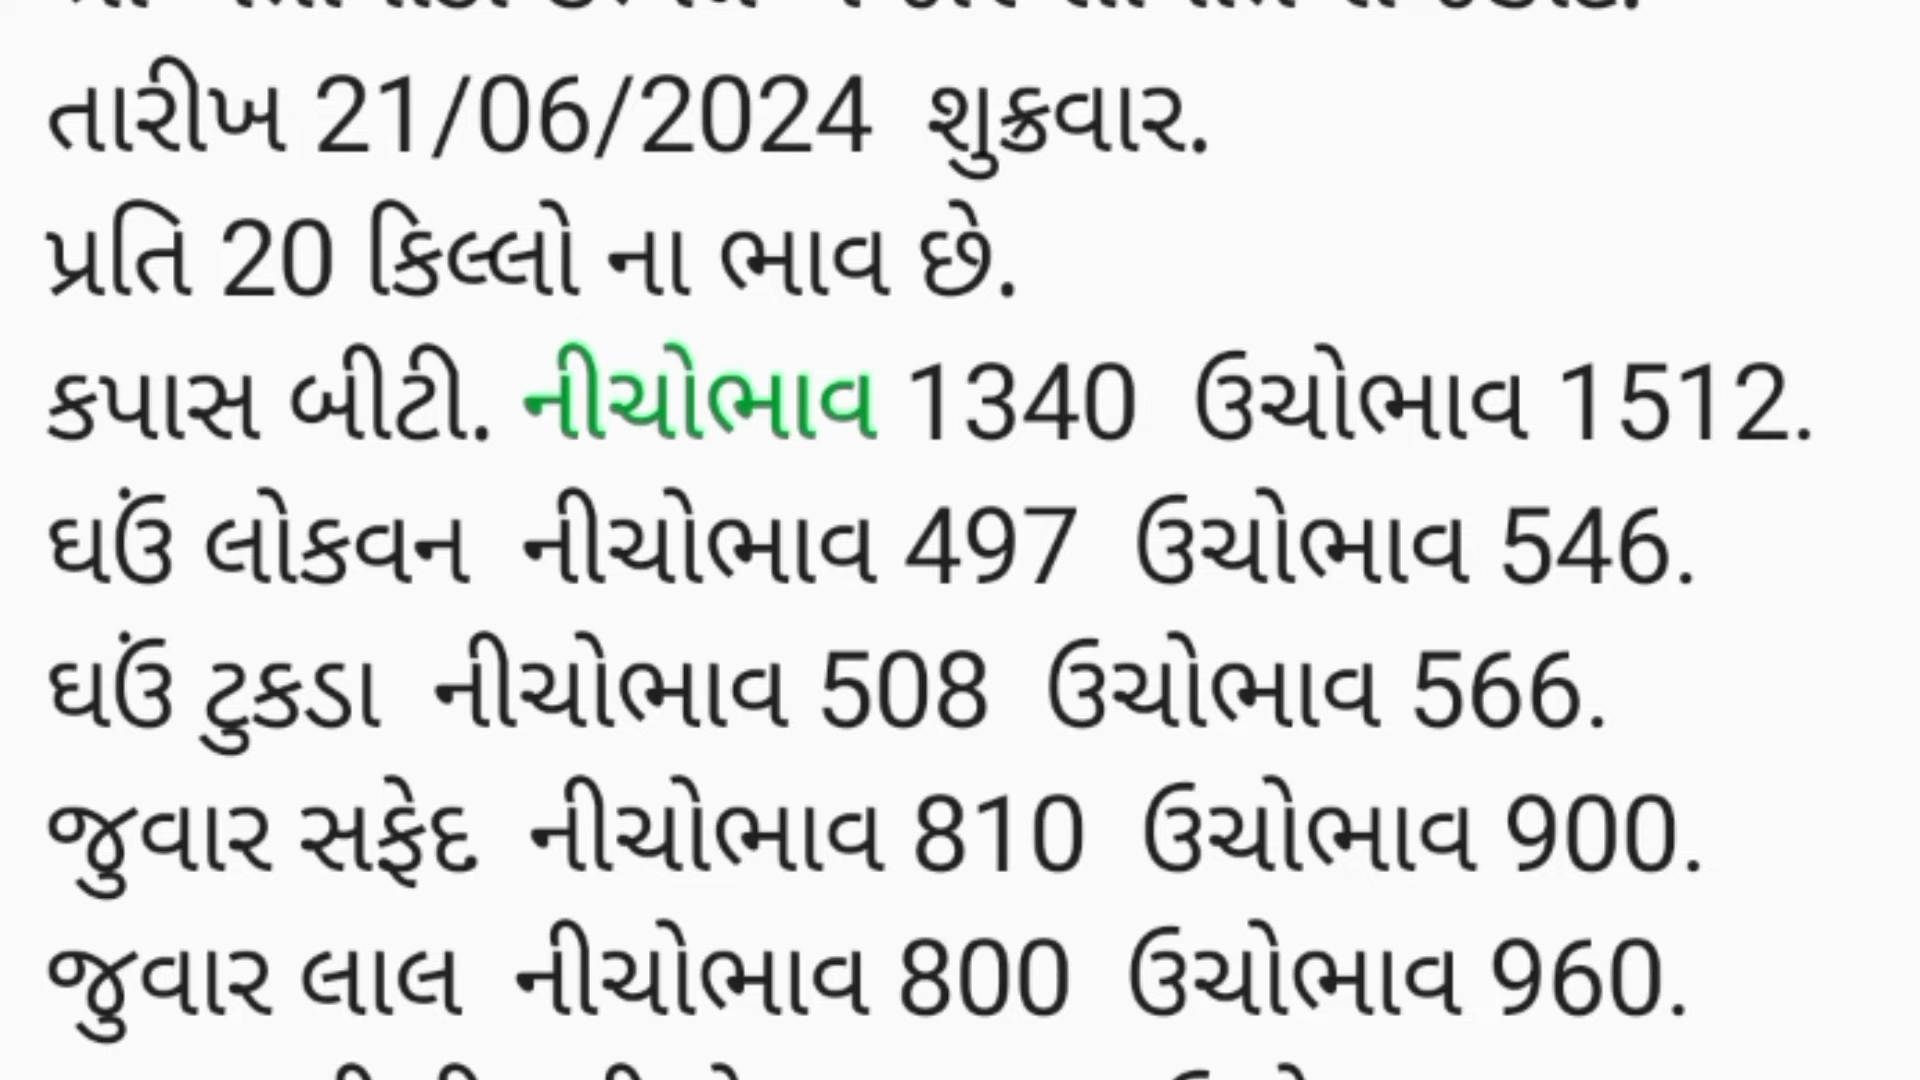 તારીખ 21/06/2024 શુક્રવાર.
પ્રતિ 20 કિલ્લો ના ભાવ છે.
કપાસ બીટી. નીચોભાવ 1340 ઉચોભાવ 1512.
ઘઉં લોકવન નીચોભાવ 497 ઉચોભાવ 546.
ઘઉં ટુકડા નીચોભાવ 508 ઉચોભાવ 566.
જુવાર સફેદ નીચોભાવ 810 ઉચોભાવ 900.
જુવાર લાલ નીચોભાવ 800 ઉચોભાવ 960.